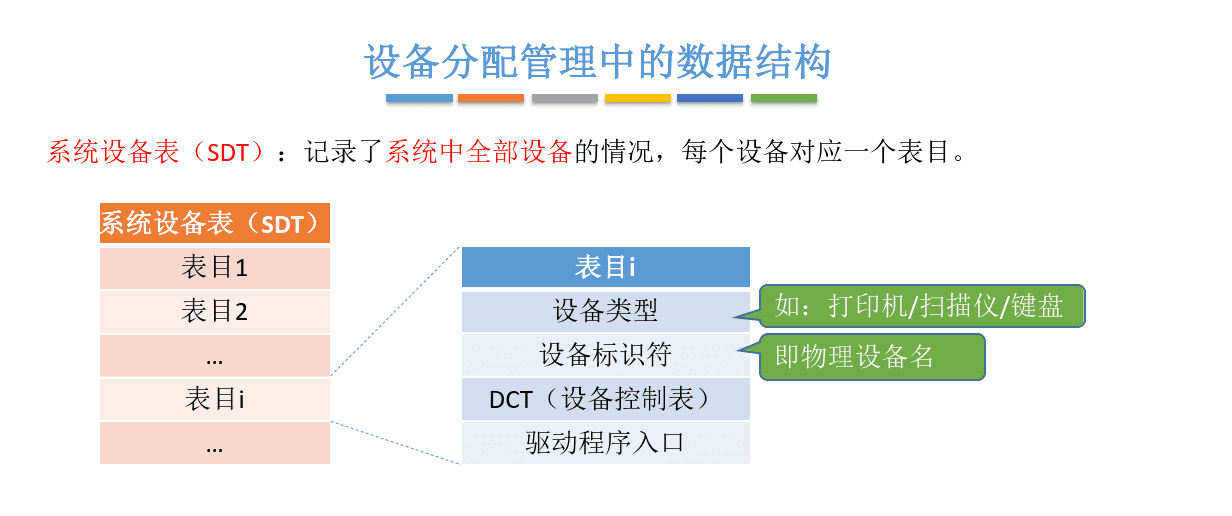 设备分配管理中的数据结构
系统设备表（SDT）：记录了系统中全部设备的情况，每个设备对应一个表目。
系统设备表（SDT）
表目1
表目2
…
表目i
…
表目i
设备类型
设备标识符
DCT（设备控制表）
驱动程序入口
如：打印机/扫描仪/键盘
即物理设备名